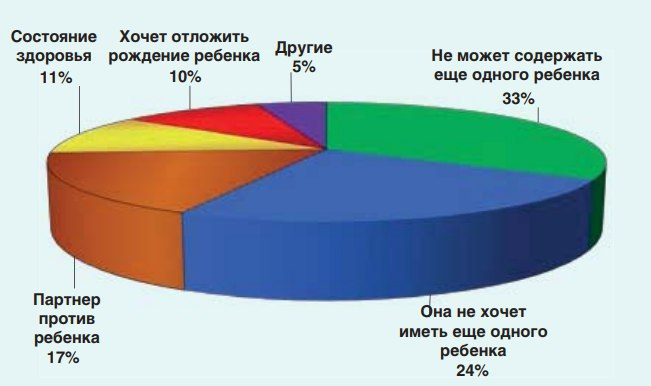 Состояние
здоровья
11%
Хочет отложить
рождение ребенка
10%
Другие
5%
Не может содержать
еще одного ребенка
33%
Партнер
против
ребенка
17%
Она не хочет
иметь еще одного
ребенка
24%